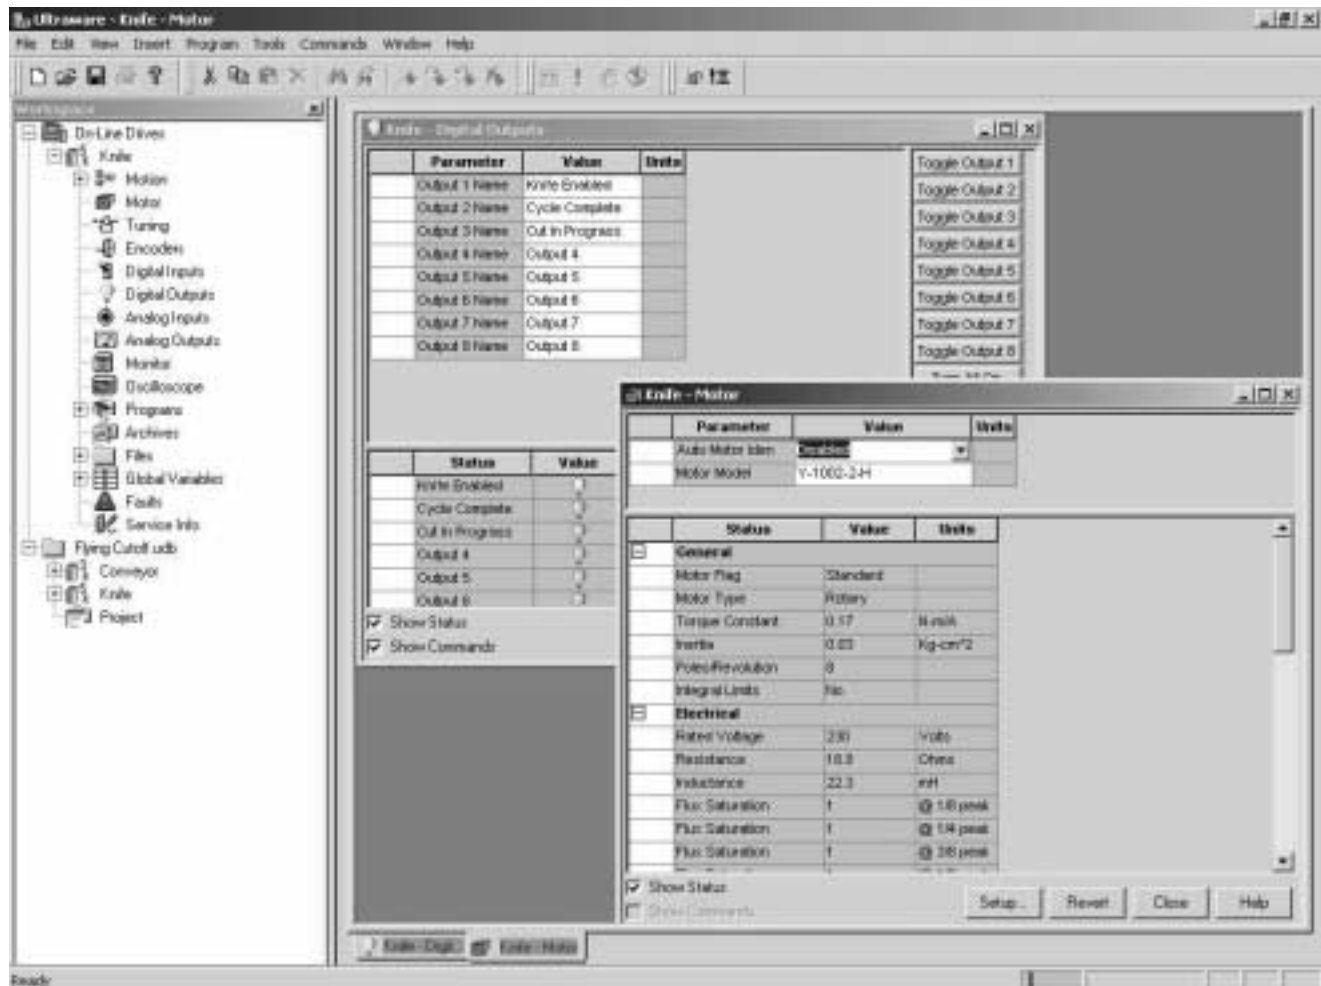 Ultraware - Knife - Motor
File Edit View Insert Program Tools Commands Window Help
Workspace
On-Line Drives
Knife
Motion
Motor
Tuning
Encoders
Digital Inputs
Digital Outputs
Analog Inputs
Analog Outputs
Monitor
Oscilloscope
Programs
Archives
Files
Global Variables
Faults
Service Info
Flying Cutoff.udb
Conveyor
Knife
Project
Knife - Digital Outputs
Parameter Value Units
Output 1 Name Knife Enabled
Output 2 Name Cycle Complete
Output 3 Name Cut In Progress
Output 4 Name Output 4
Output 5 Name Output 5
Output 6 Name Output 6
Output 7 Name Output 7
Output 8 Name Output 8
Toggle Output 1
Toggle Output 2
Toggle Output 3
Toggle Output 4
Toggle Output 5
Toggle Output 6
Toggle Output 7
Toggle Output 8
Status Value
Knife Enabled
Cycle Complete
Cut In Progress
Output 4
Output 5
Output 6
Show Status
Show Commands
Knife - Motor
Parameter Value Units
Auto Motor Iden Disabled
Motor Model Y-1002-2-H
Status Value Units
General
Motor Flag Standard
Motor Type Rotary
Torque Constant 0.17 N-m/A
Inertia 0.03 Kg-cm^2
Poles/Revolution 8
Integral Limits No
Electrical
Rated Voltage 230 Volts
Resistance Ohms
Inductance 22.3 mH
Flux Saturation 1 @ 1/8 peak
Flux Saturation 1 @ 1/4 peak
Flux Saturation 1 @ 3/8 peak
Show Status
Show Commands
Setup... Revert Close Help
Knife - Digit... Knife - Motor
Ready